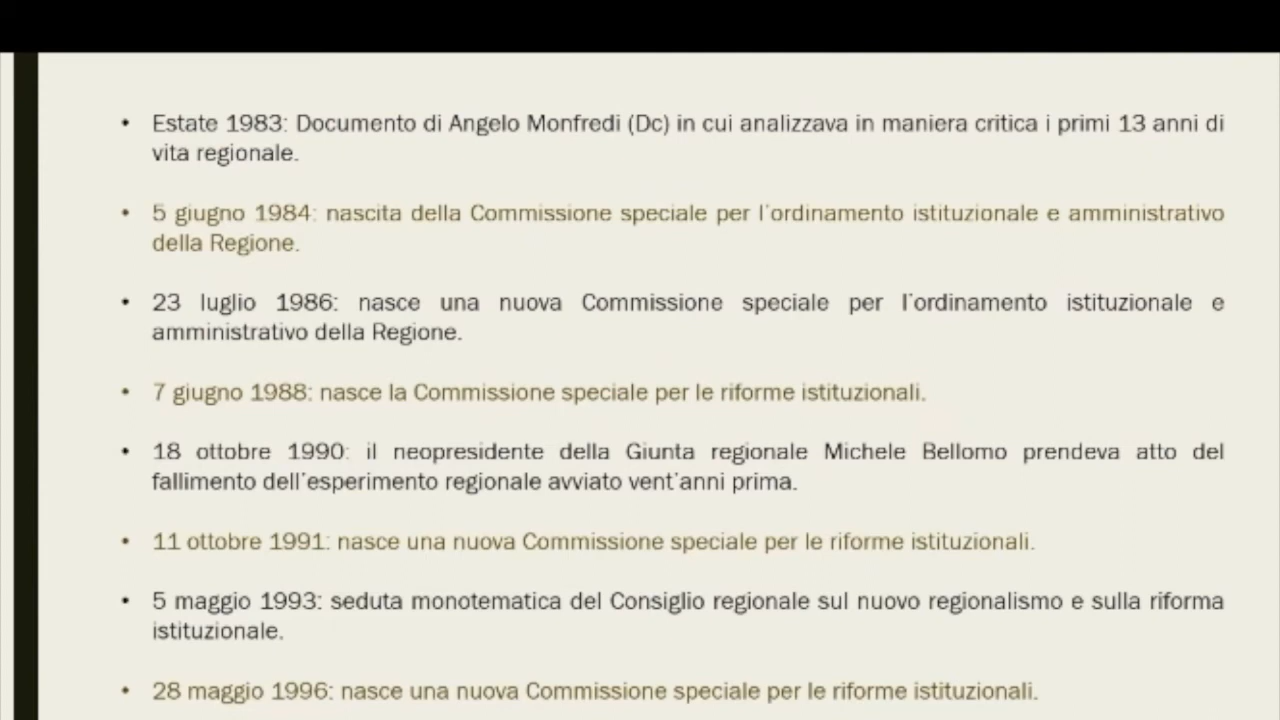 • Estate 1983: Documento di Angelo Monfredi (Dc) in cui analizzava in maniera critica i primi 13 anni di
vita regionale.
• 5 giugno 1984: nascita della Commissione speciale per l'ordinamento istituzionale e amministrativo
della Regione.
• 23 luglio 1986: nasce una nuova Commissione speciale per l'ordinamento istituzionale e
amministrativo della Regione.
• 7 giugno 1988: nasce la Commissione speciale per le riforme istituzionali.
• 18 ottobre 1990: il neopresidente della Giunta regionale Michele Bellomo prendeva atto del
fallimento dell'esperimento regionale avviato vent'anni prima.
• 11 ottobre 1991: nasce una nuova Commissione speciale per le riforme istituzionali.
• 5 maggio 1993: seduta monotematica del Consiglio regionale sul nuovo regionalismo e sulla riforma
istituzionale.
• 28 maggio 1996: nasce una nuova Commissione speciale per le riforme istituzionali.